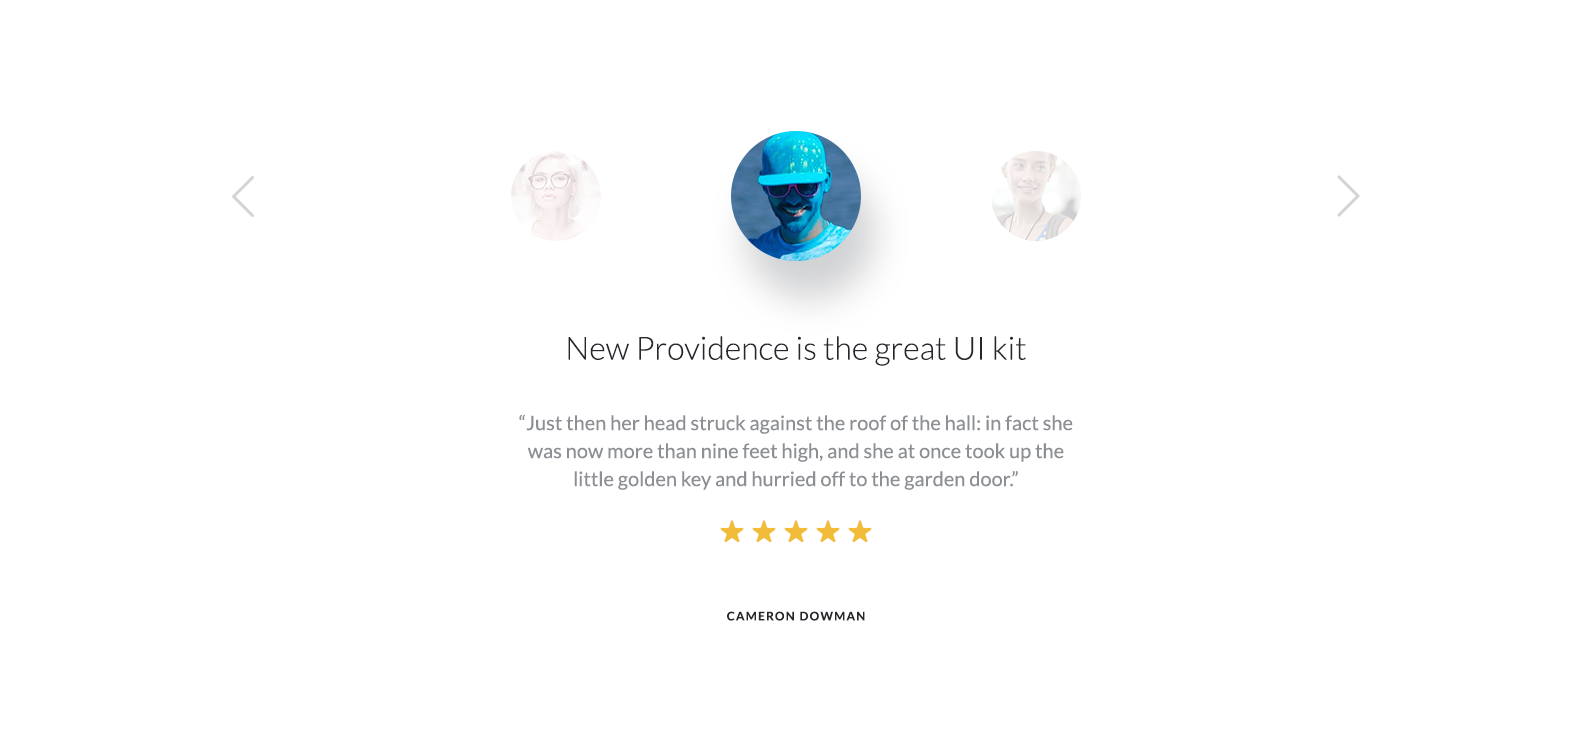 New Providence is the great UI kit
“Just then her head struck against the roof of the hall: in fact she
was now more than nine feet high, and she at once took up the
little golden key and hurried off to the garden door.”
CAMERON DOWMAN